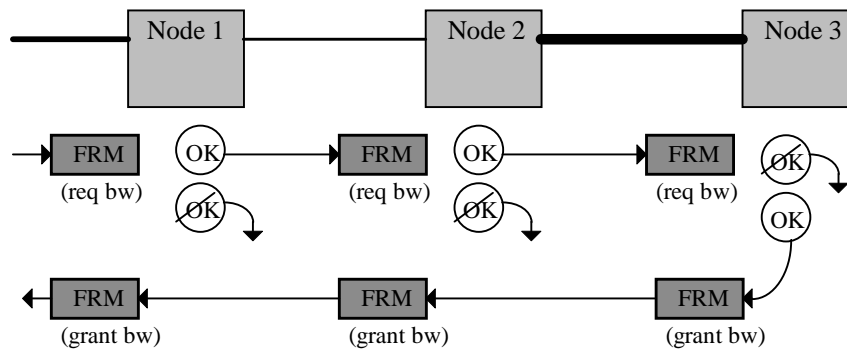 Node 1 Node 2 Node 3
FRM OK FRM OK FRM OK
(req bw) (req bw) (req bw)
OK OK OK
FRM FRM FRM
(grant bw) (grant bw) (grant bw)